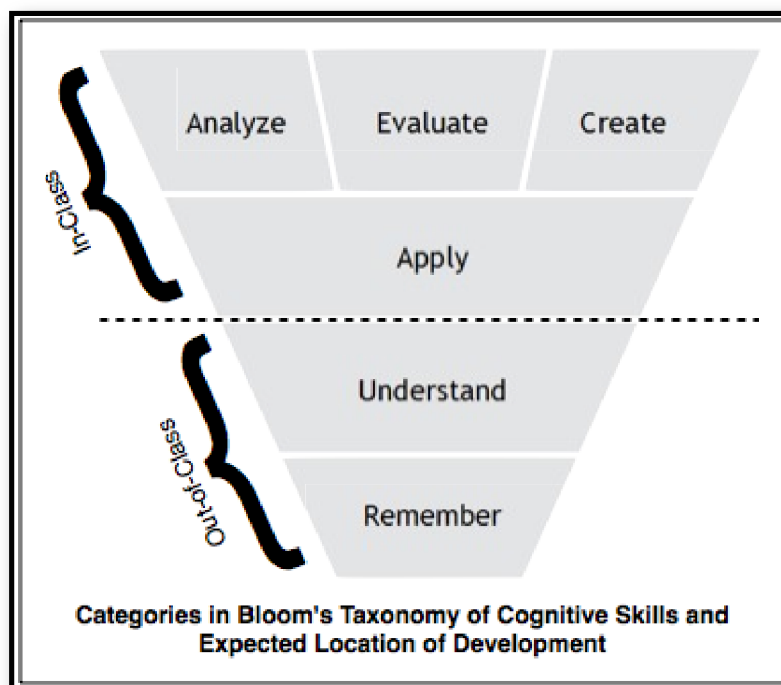 Analyze Evaluate Create
In-Class
Apply
Understand
Out-of-Class
Remember
Categories in Bloom's Taxonomy of Cognitive Skills and
Expected Location of Development